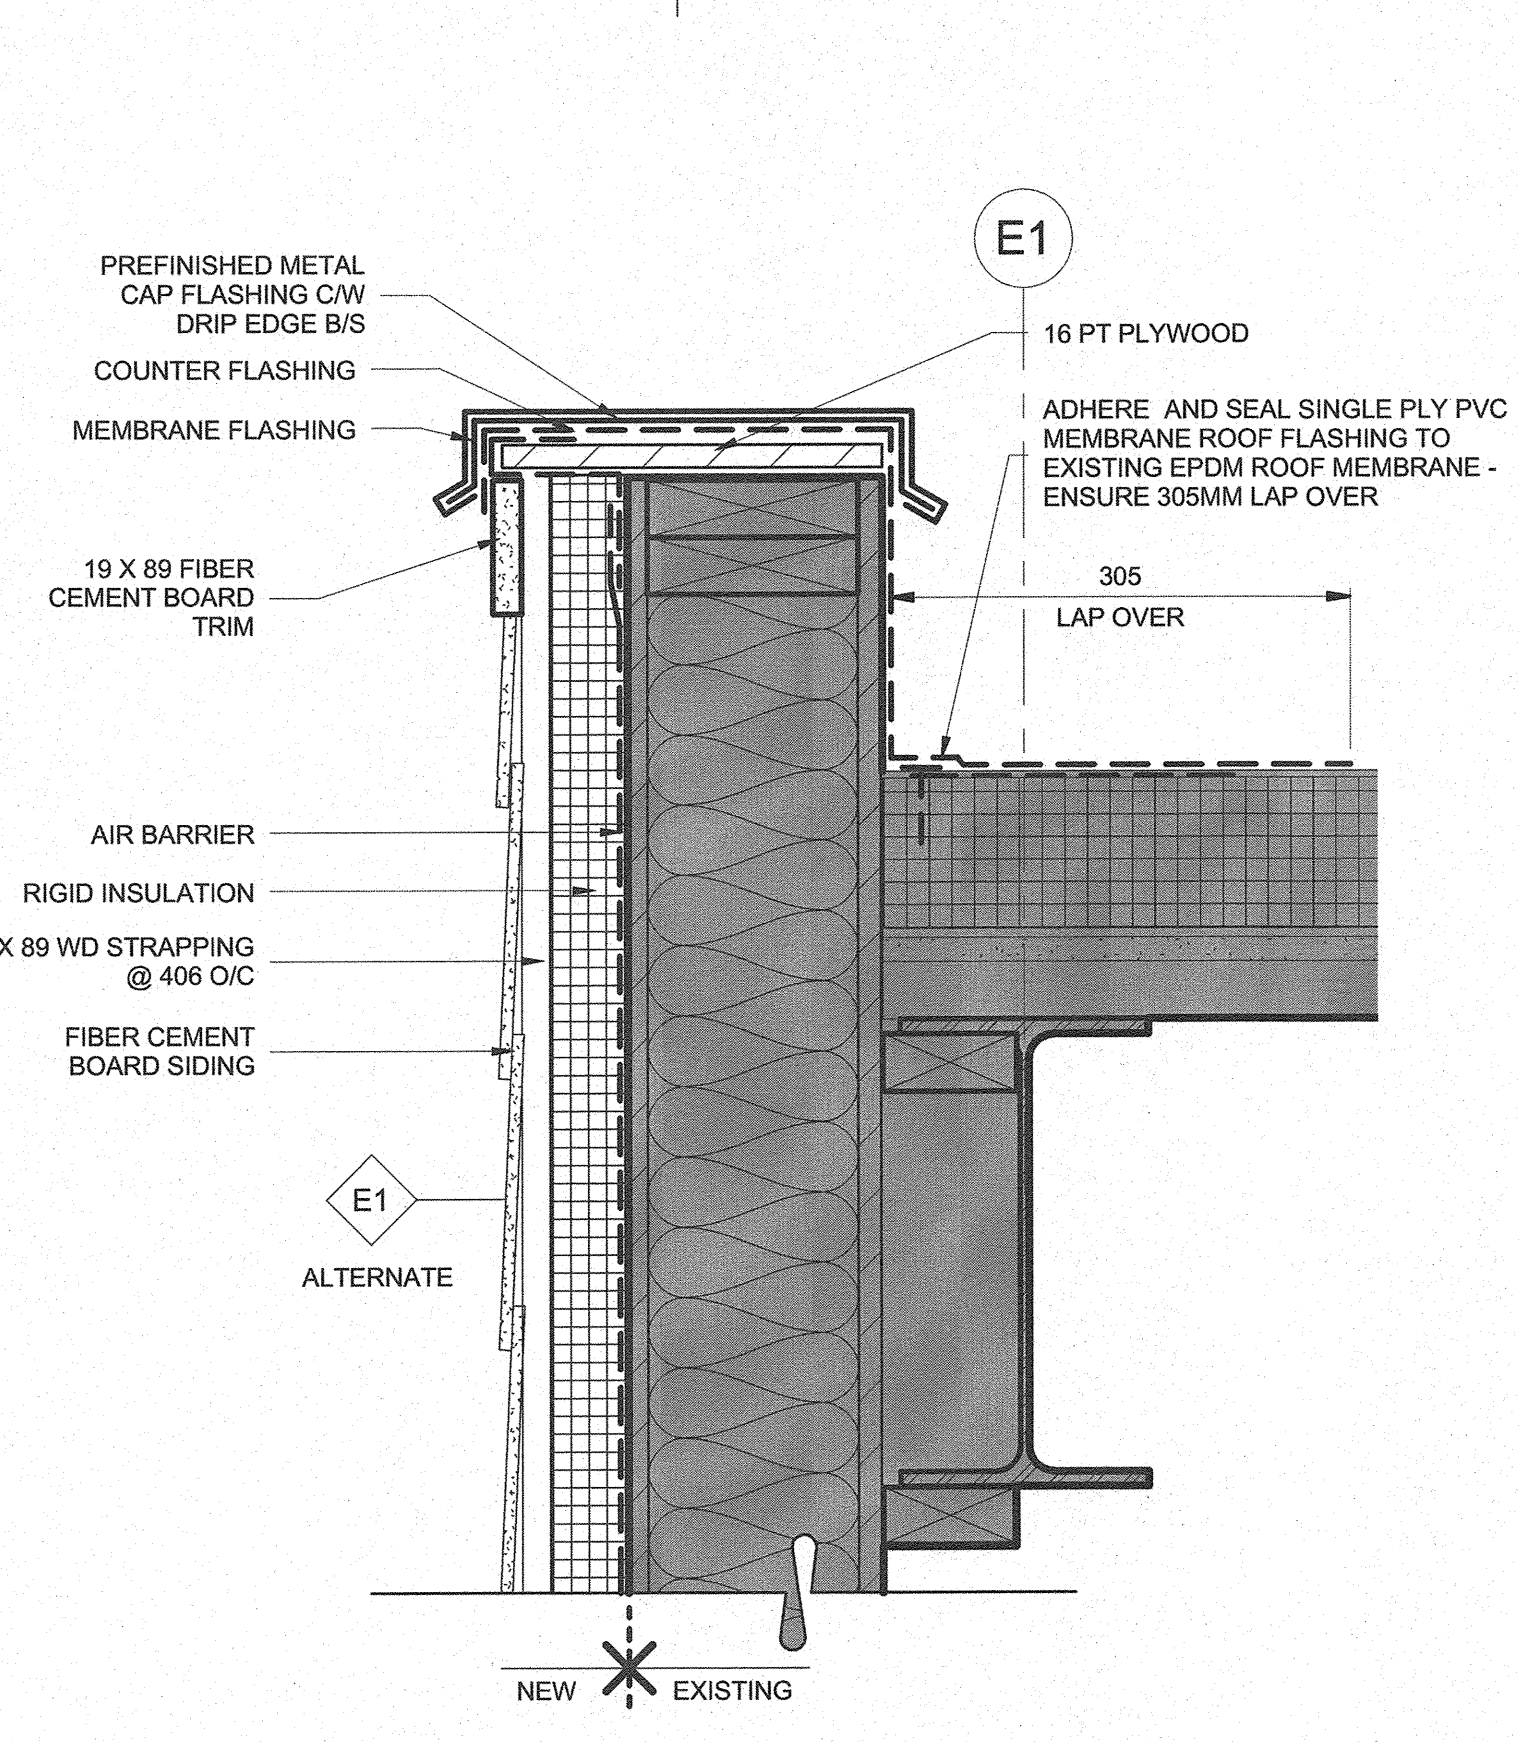 E1
PREFINISHED METAL
CAP FLASHING C/W
DRIP EDGE B/S
COUNTER FLASHING
MEMBRANE FLASHING
16 PT PLYWOOD
ADHERE AND SEAL SINGLE PLY PVC
MEMBRANE ROOF FLASHING TO
EXISTING EPDM ROOF MEMBRANE -
ENSURE 305MM LAP OVER
305
LAP OVER
19 X 89 FIBER
CEMENT BOARD
TRIM
AIR BARRIER
RIGID INSULATION
X 89 WD STRAPPING
@ 406 O/C
FIBER CEMENT
BOARD SIDING
E1
ALTERNATE
NEW
EXISTING